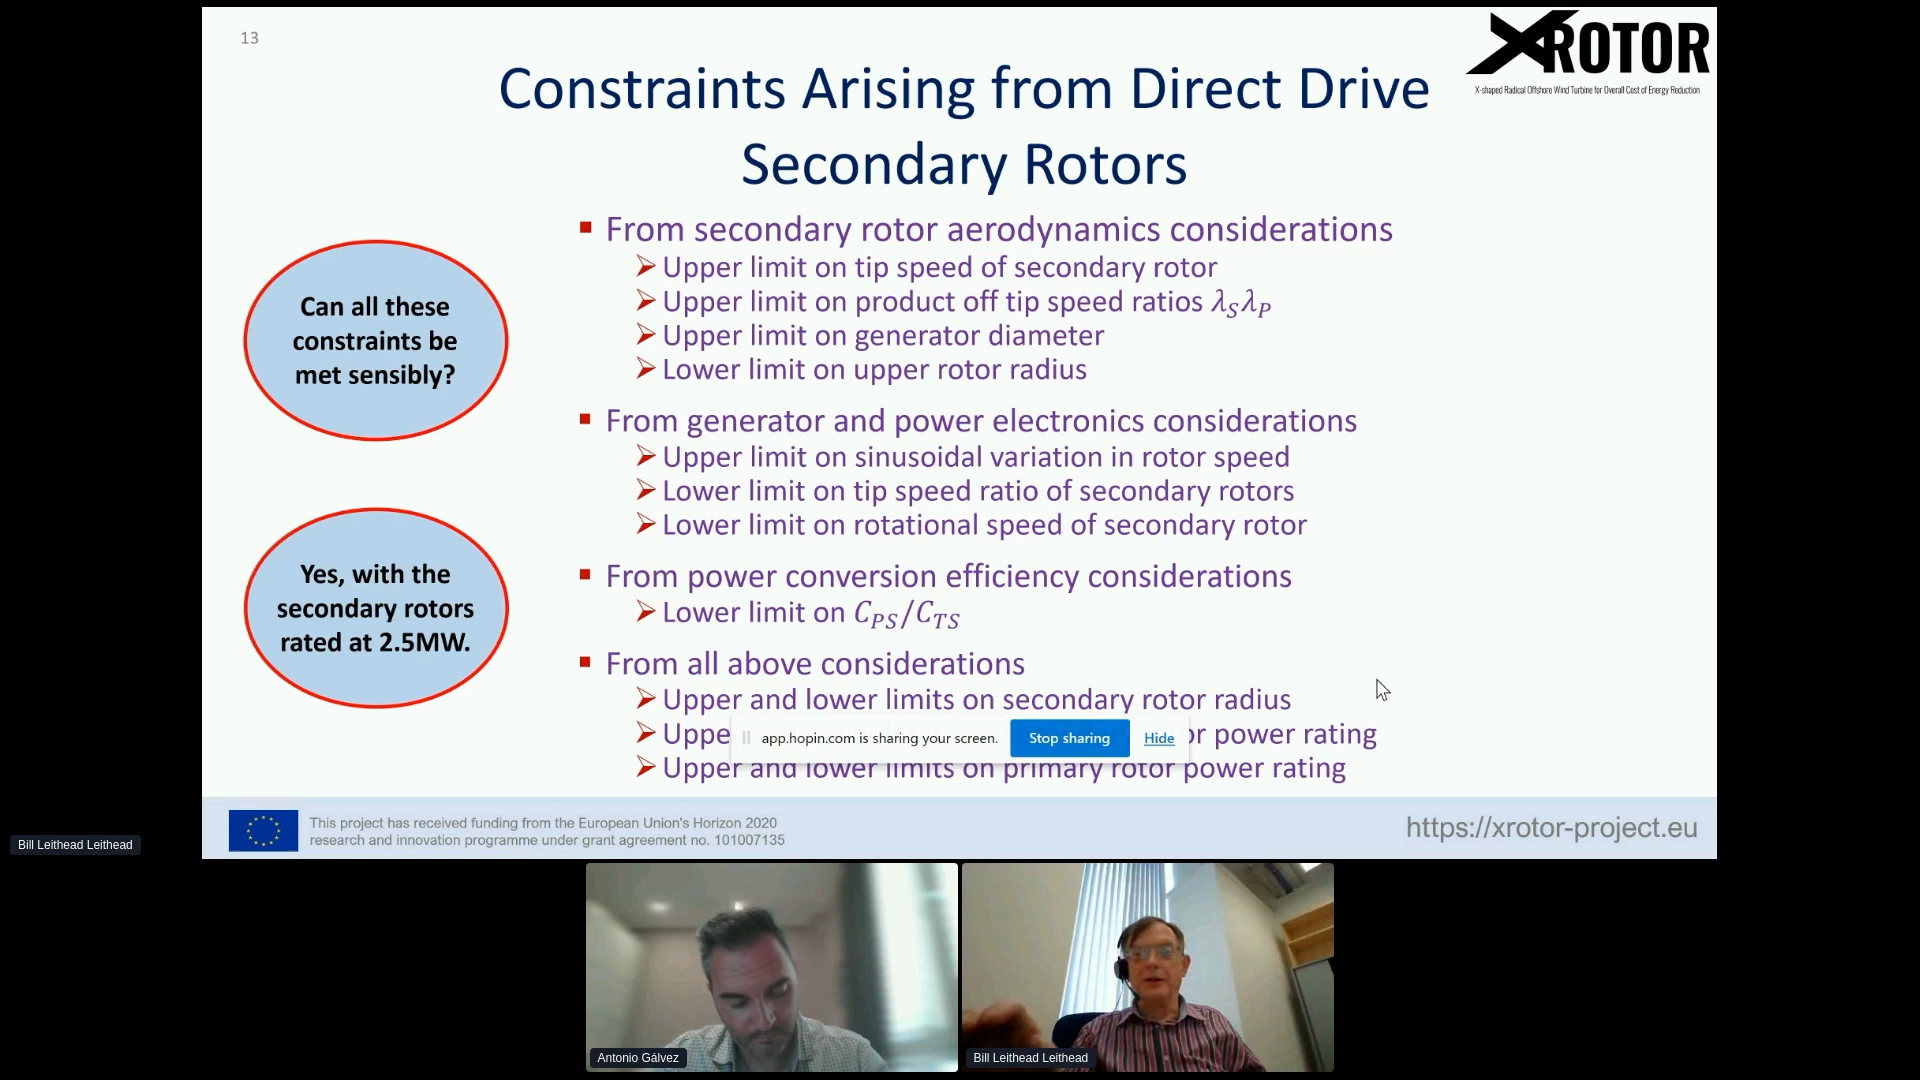 13
XROTOR
X-shaped Radical Offshore Wind Turbine for Overall Cost of Energy Reduction
Constraints Arising from Direct Drive
Secondary Rotors
Can all these
constraints be
met sensibly?
Yes, with the
secondary rotors
rated at 2.5MW.
From secondary rotor aerodynamics considerations
Upper limit on tip speed of secondary rotor
Upper limit on product off tip speed ratios λSλP
Upper limit on generator diameter
Lower limit on upper rotor radius
From generator and power electronics considerations
Upper limit on sinusoidal variation in rotor speed
Lower limit on tip speed ratio of secondary rotors
Lower limit on rotational speed of secondary rotor
From power conversion efficiency considerations
Lower limit on CPS/CTS
From all above considerations
Upper and lower limits on secondary rotor radius
power rating
app.hopin.com is sharing your screen. Stop sharing Hide
Upper and lower limits on primary rotor power rating
This project has received funding from the European Union's Horizon 2020
research and innovation programme under grant agreement no. 101007135
https://xrotor-project.eu
Bill Leithead Leithead
Antonio Gálvez
Bill Leithead Leithead